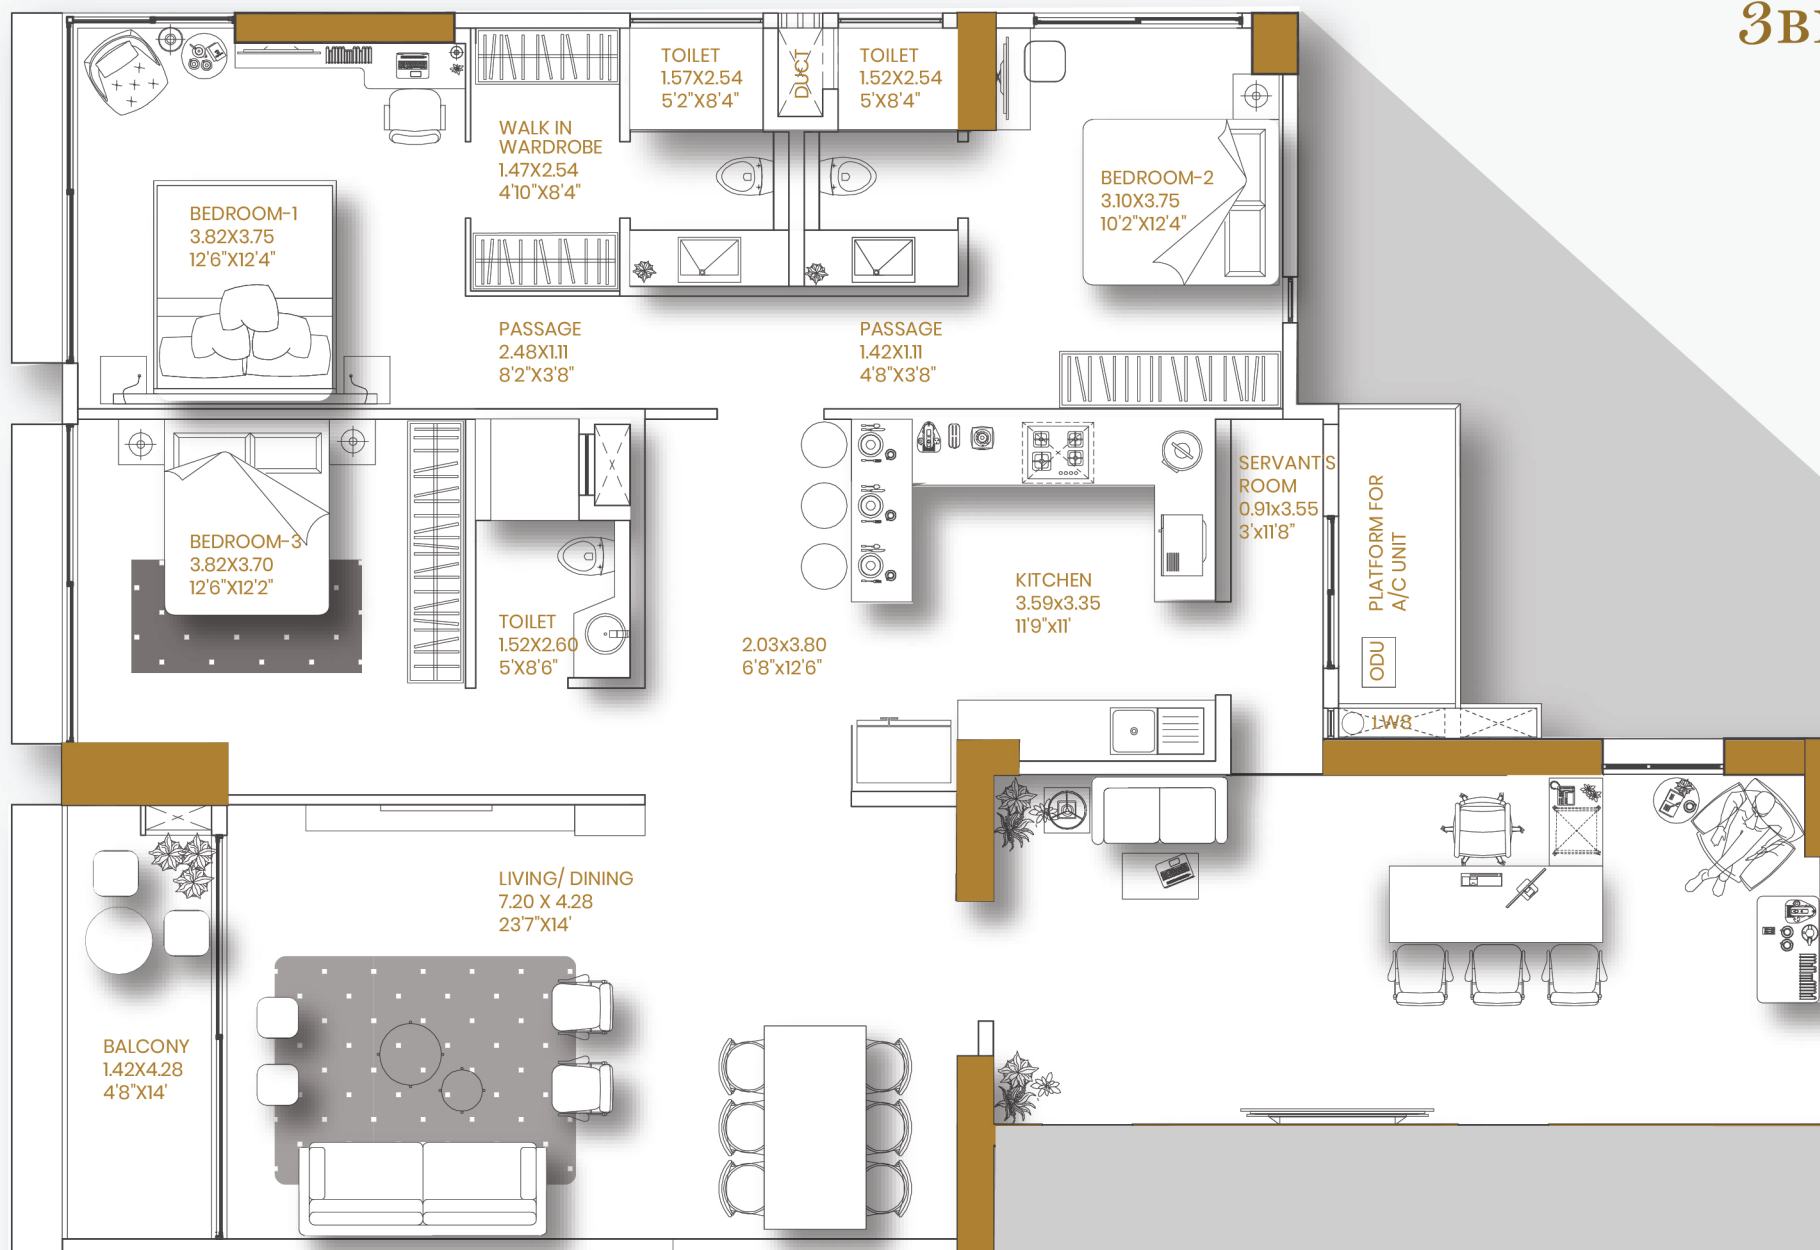 TOILET
1.57X2.54
5'2"X8'4"
DUCT
TOILET
1.52X2.54
5'X8'4"
WALK IN
WARDROBE
1.47X2.54
4'10"X8'4"
BEDROOM-2
3.10X3.75
10'2"X12'4"
BEDROOM-1
3.82X3.75
12'6"X12'4"
PASSAGE
2.48X1.11
8'2"X3'8"
PASSAGE
1.42X1.11
4'8"X3'8"
SERVANT'S
ROOM
0.91x3.55
3'x11'8"
PLATFORM FOR
A/C UNIT
BEDROOM-3
3.82X3.70
12'6"X12'2"
KITCHEN
3.59x3.35
11'9"x11'
TOILET
1.52X2.60
5'X8'6"
2.03x3.80
6'8"x12'6"
ODU
LIVING/ DINING
7.20 X 4.28
23'7"X14'
BALCONY
1.42X4.28
4'8"X14'